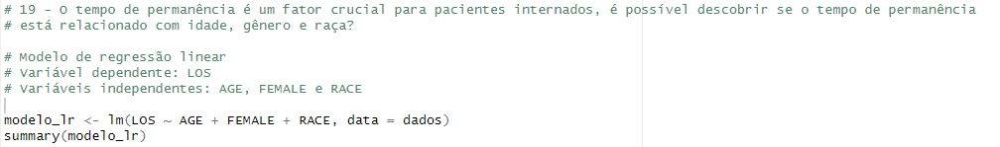 # 19 - O tempo de permanência é um fator crucial para pacientes internados, é possível descobrir se o tempo de permanência
# está relacionado com idade, gênero e raça?
# Modelo de regressão linear
# Variável dependente: LOS
# Variáveis independentes: AGE, FEMALE e RACE
modelo_lr <- lm(LOS ~ AGE + FEMALE + RACE, data = dados)
summary(modelo_lr)